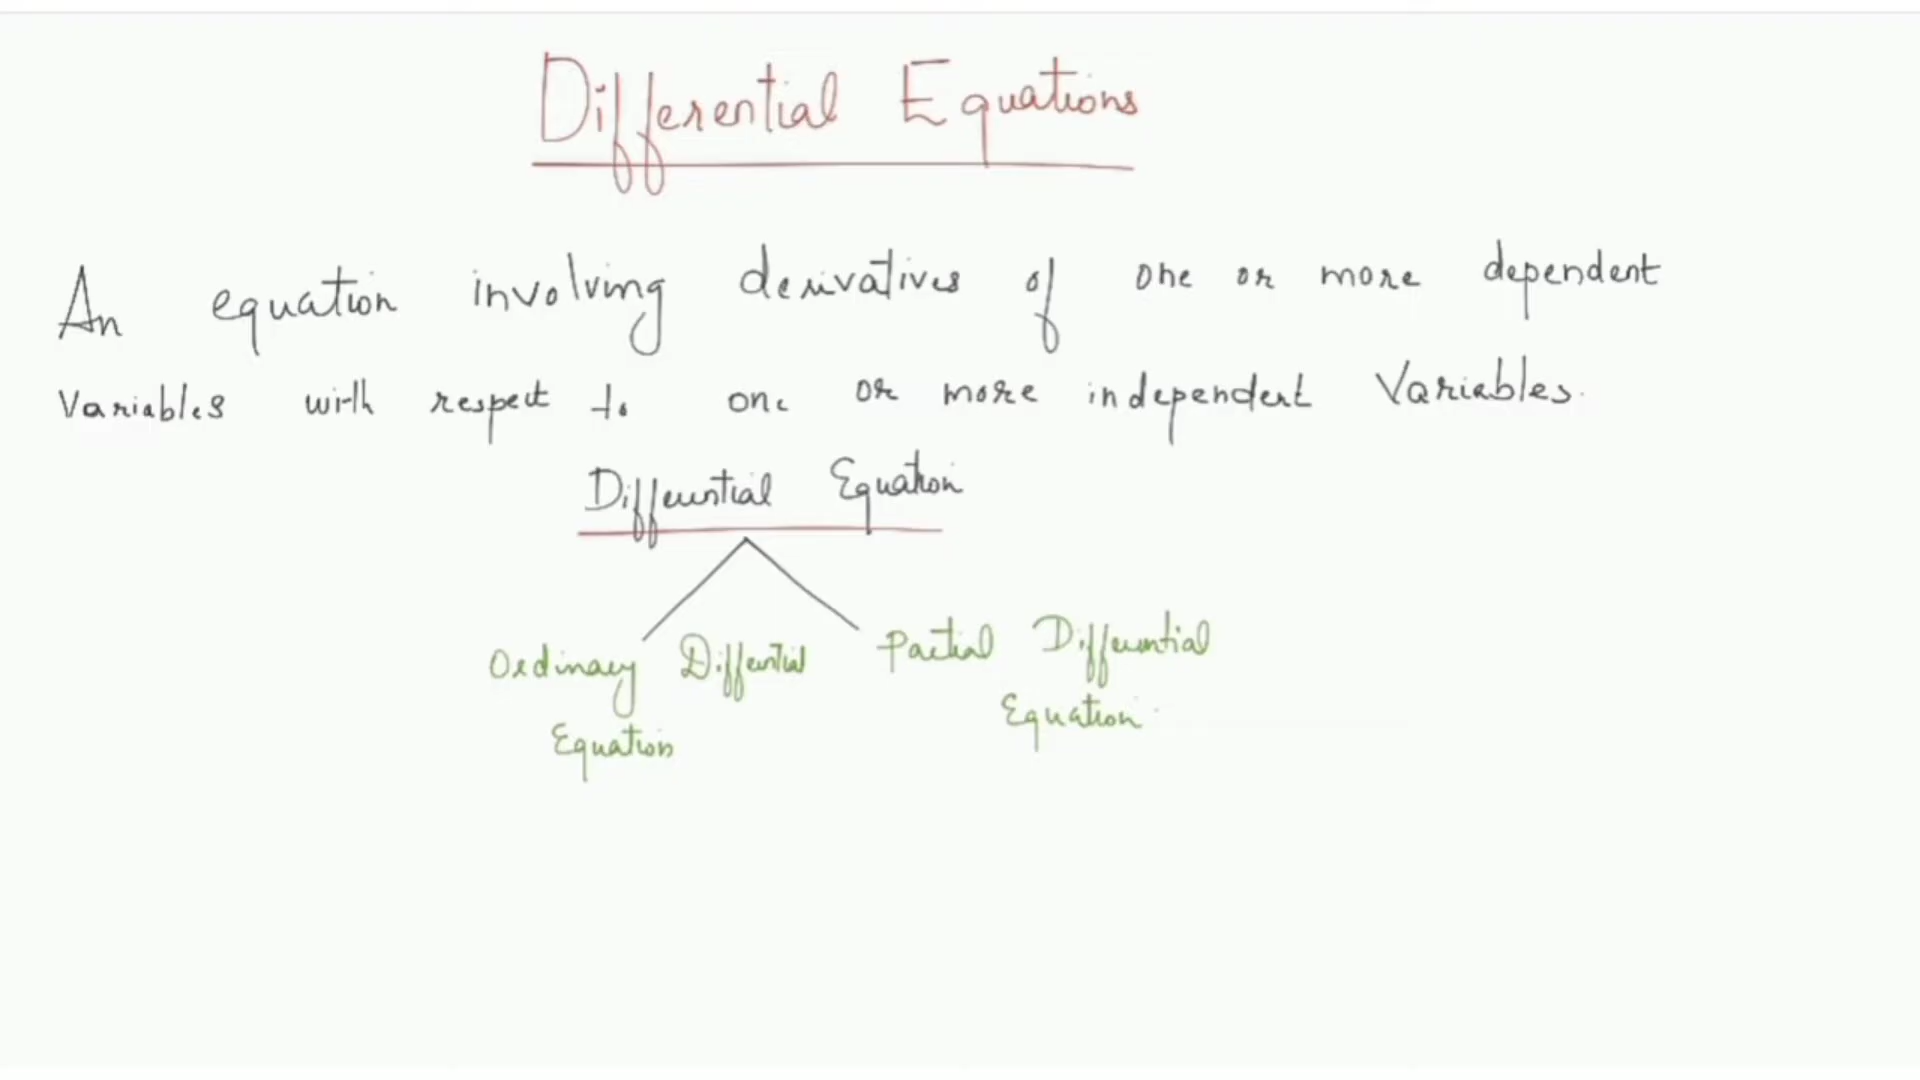 Differential Equations
An equation involving derivatives of one or more dependent
variables with respect to one or more independent variables.
Differential Equation
Ordinary Differential
Equation
Partial Differential
Equation